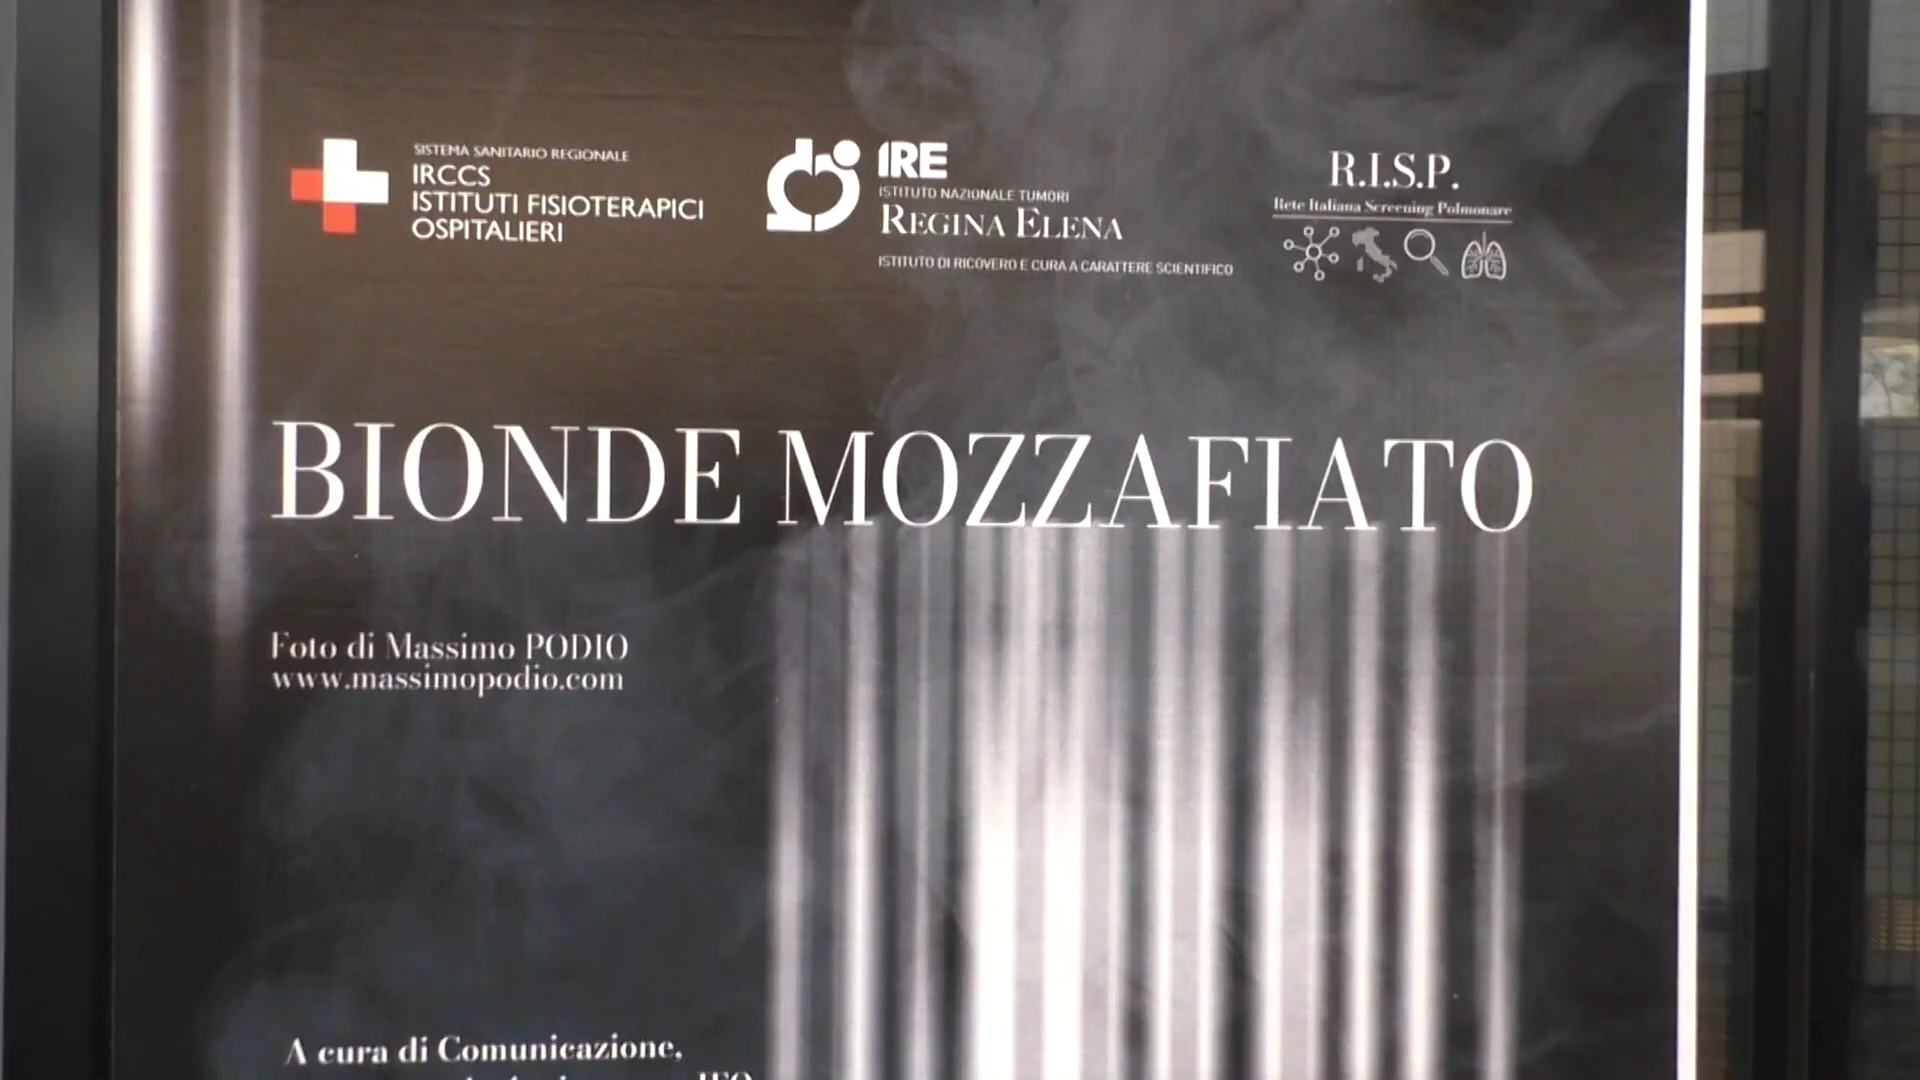 SISTEMA SANITARIO REGIONALE
IRCCS
ISTITUTI FISIOTERAPICI
OSPITALIERI
IRE
ISTITUTO NAZIONALE TUMORI
REGINA ELENA
ISTITUTO DI RICOVERO E CURA A CARATTERE SCIENTIFICO
R.I.S.P.
Rete Italiana Screening Polmonare
BIONDE MOZZAFIATO
Foto di Massimo PODIO
www.massimopodio.com
A cura di Comunicazione,
IFO